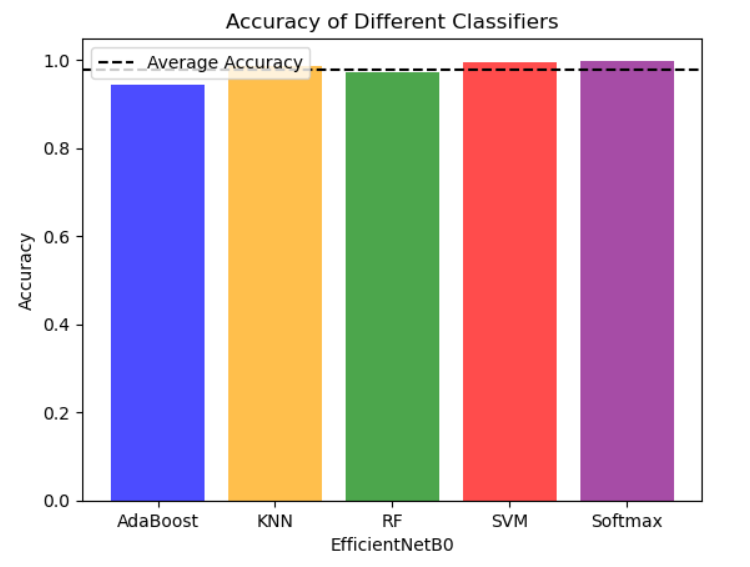 Accuracy of Different Classifiers
Average Accuracy
1.0
0.8
0.6
0.4
0.2
0.0
Accuracy
AdaBoost KNN RF SVM Softmax
EfficientNetB0